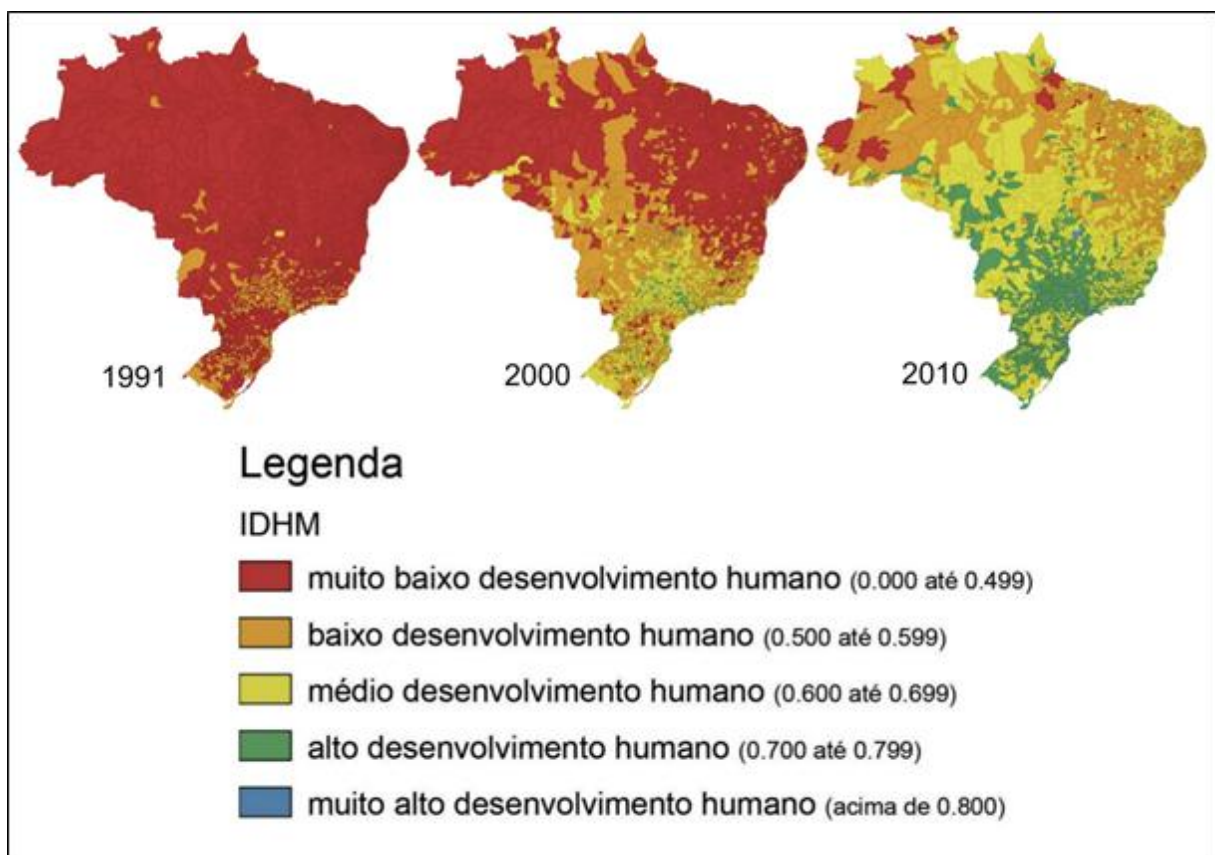 1991
2000
2010
Legenda
IDHM
muito baixo desenvolvimento humano (0.000 até 0.499)
baixo desenvolvimento humano (0.500 até 0.599)
médio desenvolvimento humano (0.600 até 0.699)
alto desenvolvimento humano (0.700 até 0.799)
muito alto desenvolvimento humano (acima de 0.800)